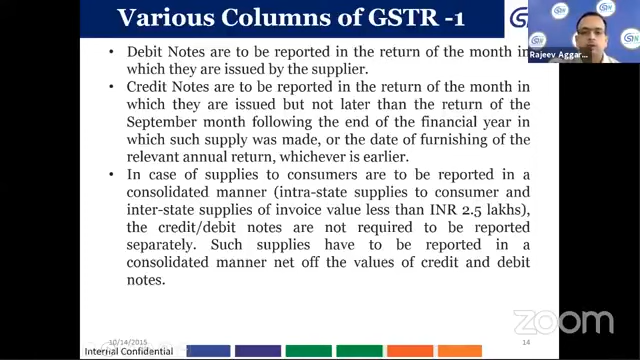 Various Columns of GSTR -1
Rajeev Aggar...
• Debit Notes are to be reported in the return of the month in
which they are issued by the supplier.
• Credit Notes are to be reported in the return of the month in
which they are issued but not later than the return of the
September month following the end of the financial year in
which such supply was made, or the date of furnishing of the
relevant annual return, whichever is earlier.
• In case of supplies to consumers are to be reported in a
consolidated manner (intra-state supplies to consumer and
inter-state supplies of invoice value less than INR 2.5 lakhs),
the credit/debit notes are not required to be reported
separately. Such supplies have to be reported in a
consolidated manner net off the values of credit and debit
notes.
10/14/2015
14
Internal Confidential
zoom